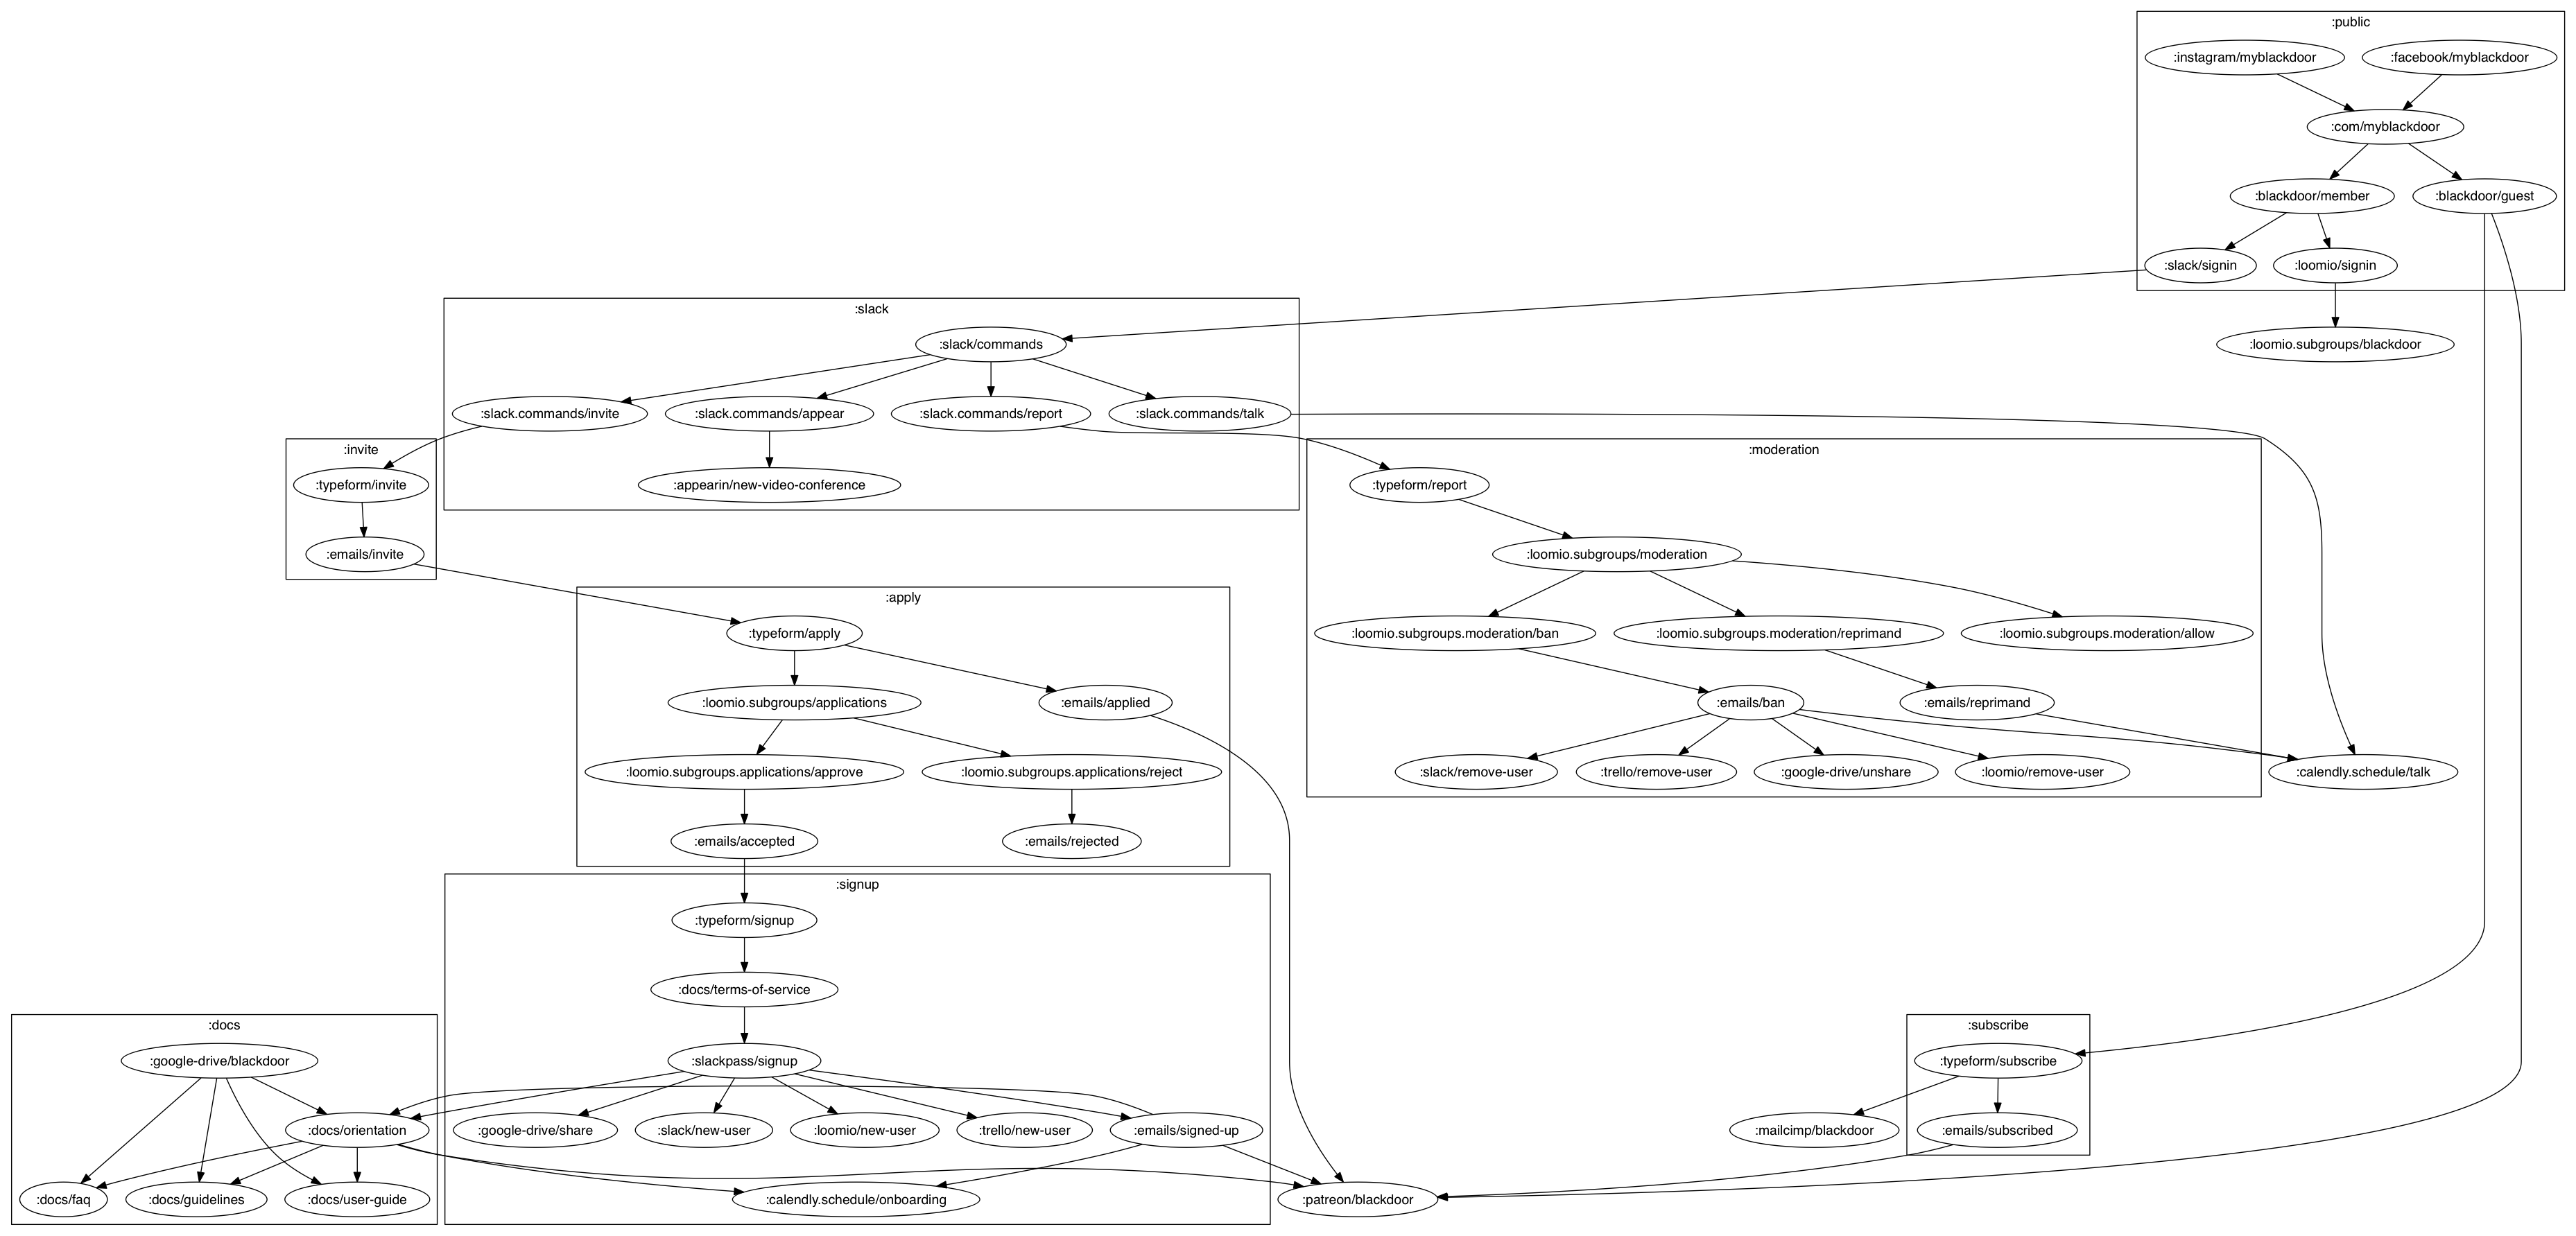 :public
:instagram/myblackdoor
:facebook/myblackdoor
:com/myblackdoor
:blackdoor/member
:blackdoor/guest
:slack/signin
:loomio/signin
:loomio.subgroups/blackdoor
:slack
:slack/commands
:slack.commands/invite
:slack.commands/appear
:slack.commands/report
:slack.commands/talk
:appearin/new-video-conference
:invite
:typeform/invite
:emails/invite
:moderation
:typeform/report
:loomio.subgroups/moderation
:loomio.subgroups.moderation/ban
:loomio.subgroups.moderation/reprimand
:loomio.subgroups.moderation/allow
:emails/ban
:emails/reprimand
:slack/remove-user
:trello/remove-user
:google-drive/unshare
:loomio/remove-user
:calendly.schedule/talk
:apply
:typeform/apply
:loomio.subgroups/applications
:emails/applied
:loomio.subgroups.applications/approve
:loomio.subgroups.applications/reject
:emails/accepted
:emails/rejected
:signup
:typeform/signup
:docs/terms-of-service
:slackpass/signup
:google-drive/share
:slack/new-user
:loomio/new-user
:trello/new-user
:emails/signed-up
:calendly.schedule/onboarding
:docs
:google-drive/blackdoor
:docs/orientation
:docs/faq
:docs/guidelines
:docs/user-guide
:patreon/blackdoor
:subscribe
:typeform/subscribe
:mailcimp/blackdoor
:emails/subscribed